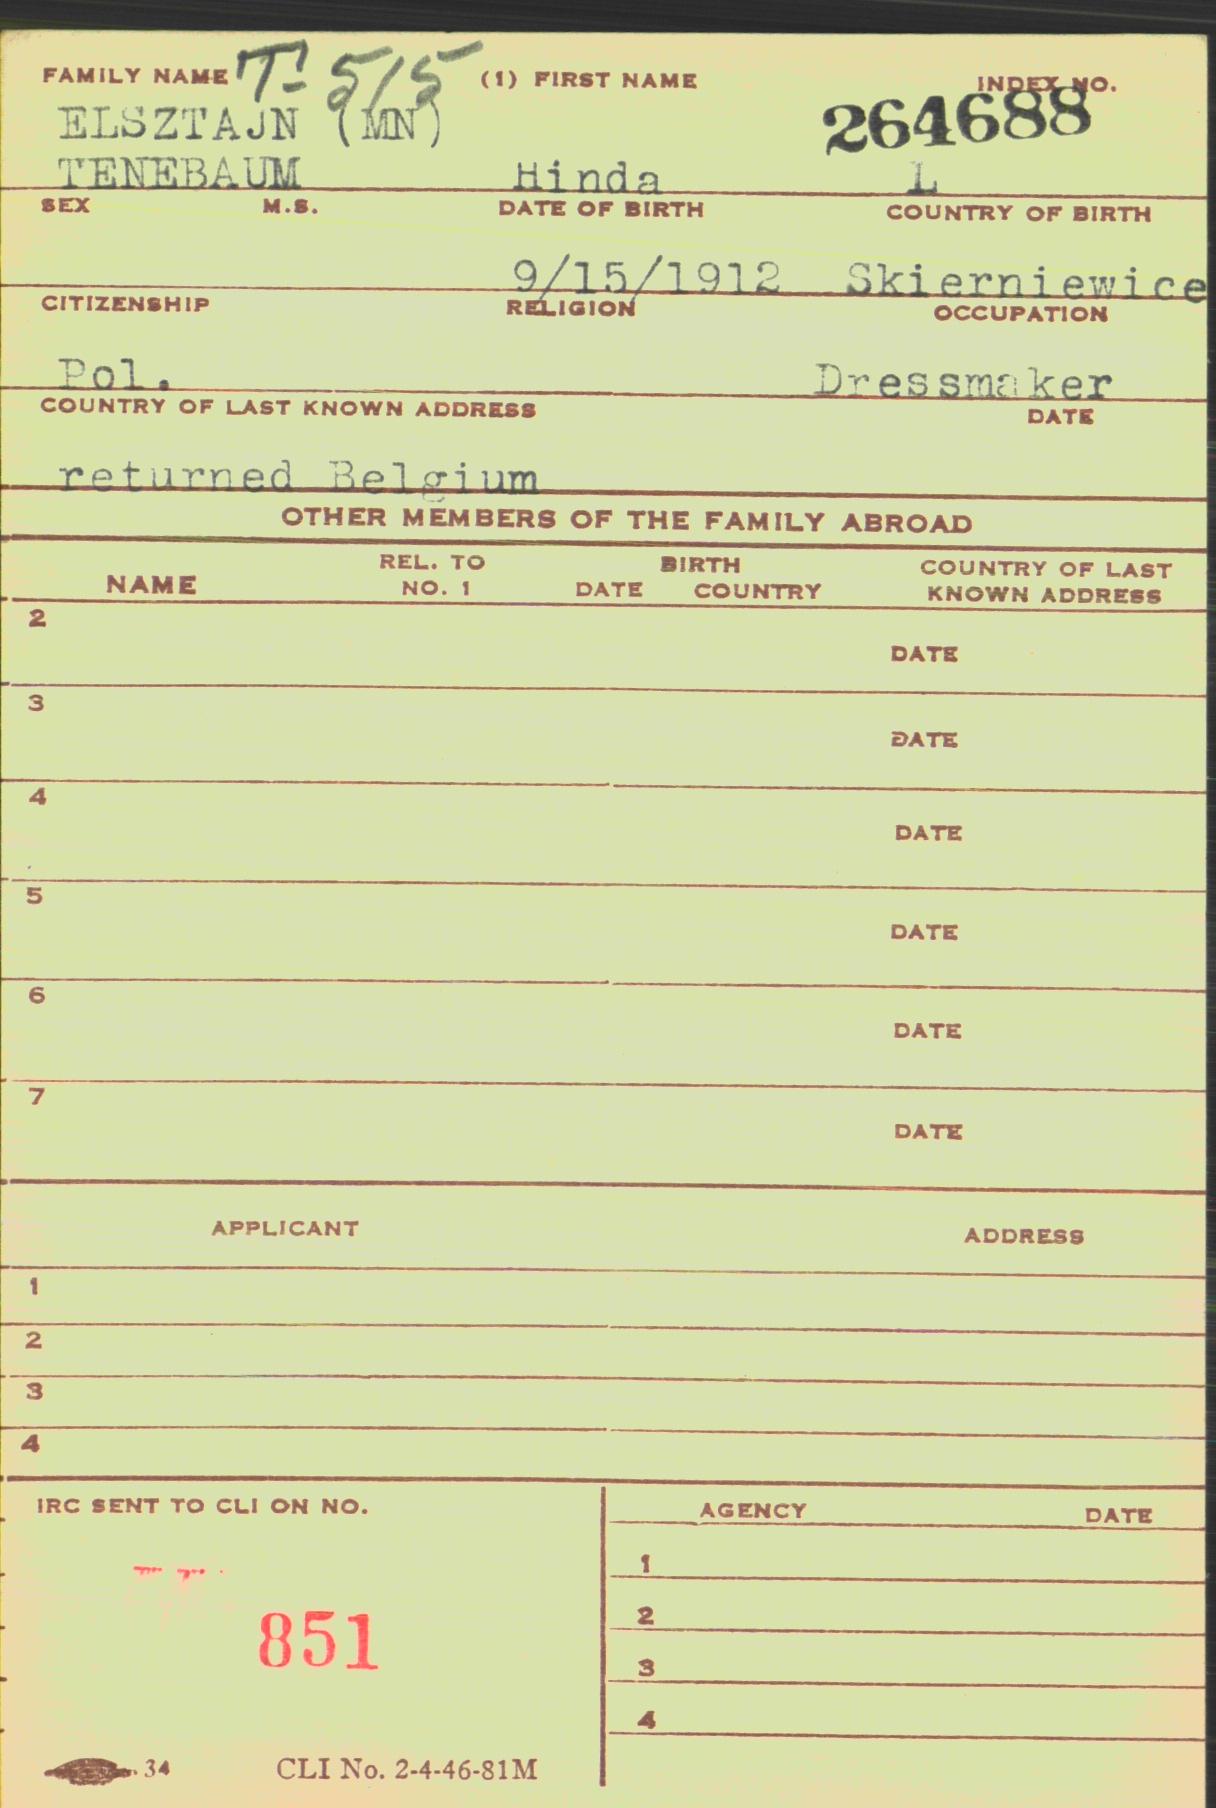 FAMILY NAME T-515 (1) FIRST NAME INDEX NO.
264688
ELSZTAJN (MN)
TENEBAUM Hinda L
SEX M.S. DATE OF BIRTH COUNTRY OF BIRTH
9/15/1912 Skierniewice
CITIZENSHIP RELIGION OCCUPATION
Pol. Dressmaker
COUNTRY OF LAST KNOWN ADDRESS DATE
returned Belgium
OTHER MEMBERS OF THE FAMILY ABROAD
NAME REL. TO NO. 1 BIRTH DATE COUNTRY COUNTRY OF LAST KNOWN ADDRESS
2 DATE
3 DATE
4 DATE
5 DATE
6 DATE
7 DATE
APPLICANT ADDRESS
1
2
3
4
IRC SENT TO CLI ON NO. AGENCY DATE
1
2
3
4
851
34 CLI No. 2-4-46-81M